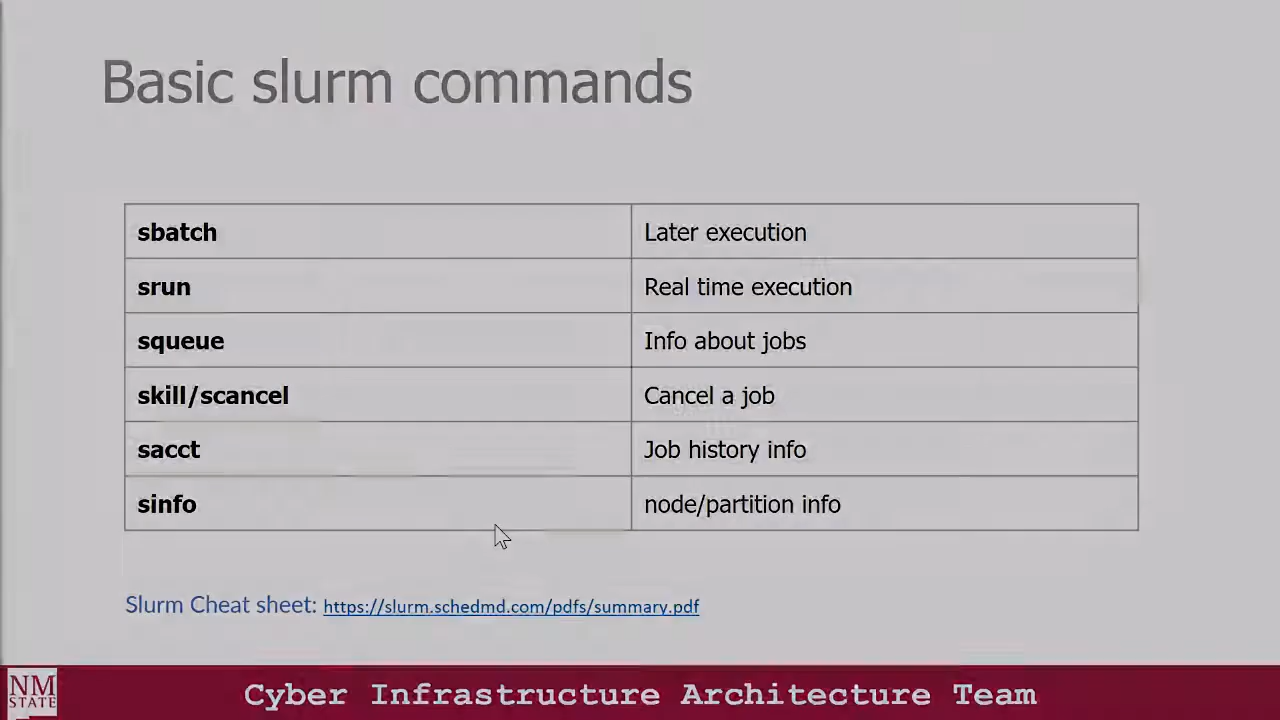 Basic slurm commands
sbatch Later execution
srun Real time execution
squeue Info about jobs
skill/scancel Cancel a job
sacct Job history info
sinfo node/partition info
Slurm Cheat sheet: https://slurm.schedmd.com/pdfs/summary.pdf
NM
STATE
Cyber Infrastructure Architecture Team